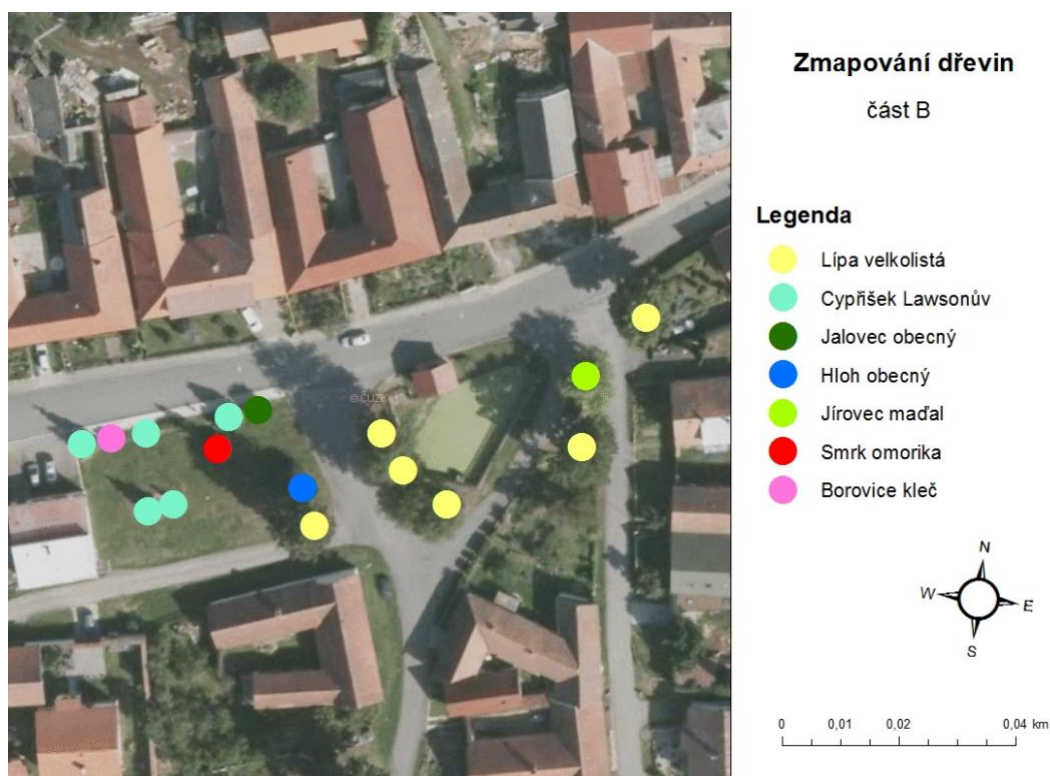 Zmapování dřevin
část B
Legenda
Lípa velkolistá
Cypřišek Lawsonův
Jalovec obecný
Hloh obecný
Jírovec maďal
Smrk omorika
Borovice kleč
N
W
E
S
0 0,01 0,02 0,04 km